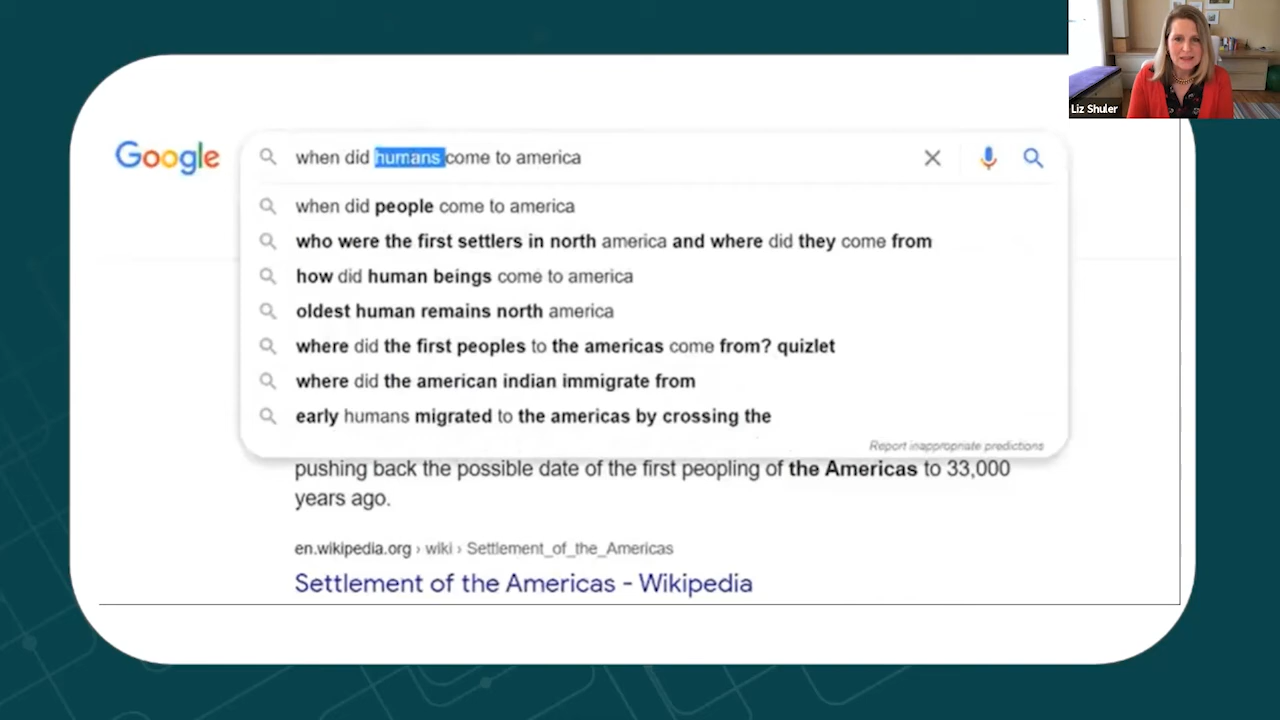 Liz Shuler
Google
when did humans come to america
when did people come to america
who were the first settlers in north america and where did they come from
how did human beings come to america
oldest human remains north america
where did the first peoples to the americas come from? quizlet
where did the american indian immigrate from
early humans migrated to the americas by crossing the
Report inappropriate predictions
pushing back the possible date of the first peopling of the Americas to 33,000
years ago.
en.wikipedia.org › wiki › Settlement_of_the_Americas
Settlement of the Americas - Wikipedia